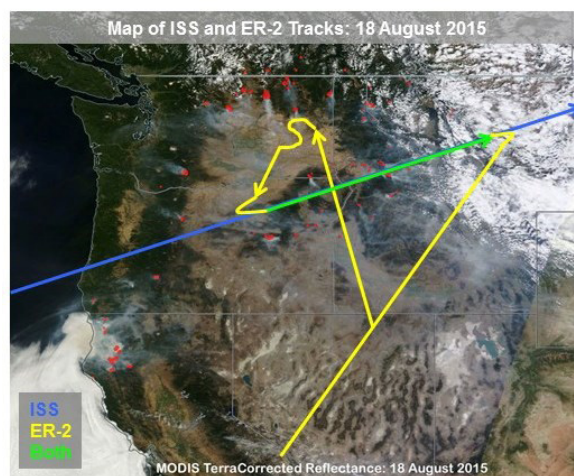 Map of ISS and ER-2 Tracks: 18 August 2015
ISS
ER-2
Both
MODIS TerraCorrected Reflectance: 18 August 2015